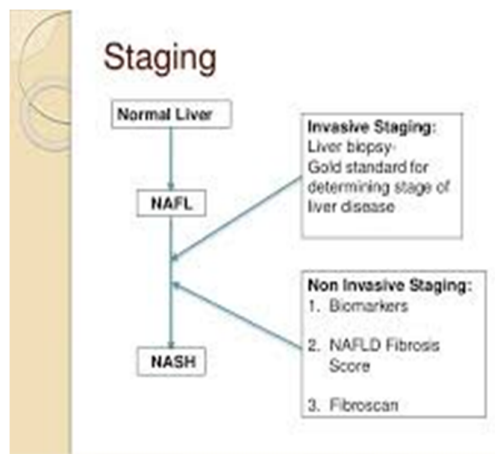 Staging
Normal Liver
NAFL
NASH
Invasive Staging:
Liver biopsy-
Gold standard for
determining stage of
liver disease
Non Invasive Staging:
1. Biomarkers
2. NAFLD Fibrosis
Score
3. Fibroscan